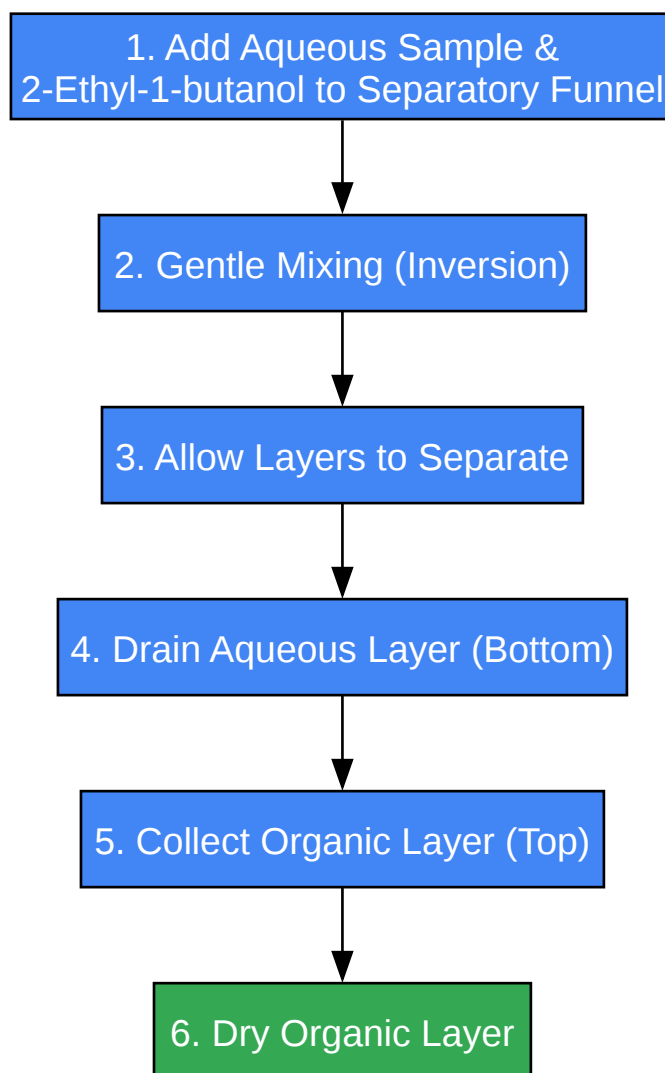 1. Add Aqueous Sample &
2-Ethyl-1-butanol to Separatory Funnel
2. Gentle Mixing (Inversion)
3. Allow Layers to Separate
4. Drain Aqueous Layer (Bottom)
5. Collect Organic Layer (Top)
6. Dry Organic Layer